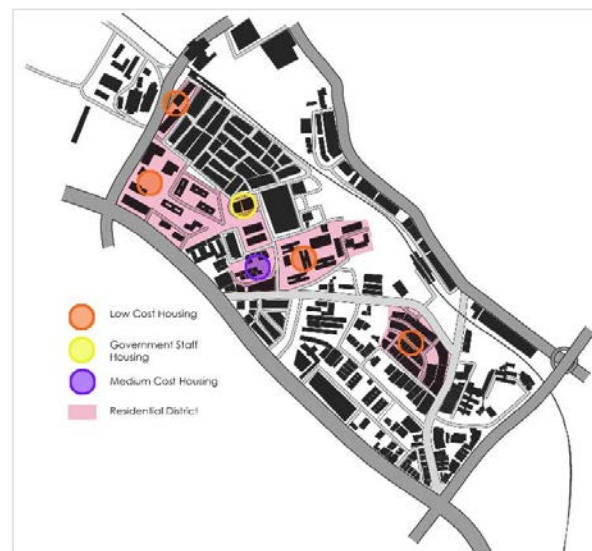 Low Cost Housing
Government Staff
Housing
Medium Cost Housing
Residential District